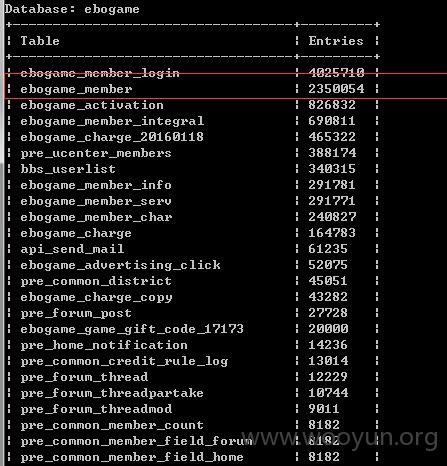 Database: ebogame
+---------------------------------+---------+
| Table | Entries |
+---------------------------------+---------+
| ebogame_member_login | 4025710 |
| ebogame_member | 2350054 |
| ebogame_activation | 826832 |
| ebogame_member_integral | 690811 |
| ebogame_charge_20160118 | 465322 |
| pre_ucenter_members | 388174 |
| bbs_userlist | 340315 |
| ebogame_member_info | 291781 |
| ebogame_member_serv | 291771 |
| ebogame_member_char | 240827 |
| ebogame_charge | 164783 |
| api_send_mail | 61235 |
| ebogame_advertising_click | 52075 |
| pre_common_district | 45051 |
| ebogame_charge_copy | 43282 |
| pre_forum_post | 27728 |
| ebogame_game_gift_code_17173 | 20000 |
| pre_home_notification | 14236 |
| pre_common_credit_rule_log | 13014 |
| pre_forum_thread | 12229 |
| pre_forum_threadpartake | 10744 |
| pre_forum_threadmod | 9011 |
| pre_common_member_count | 8182 |
| pre_common_member_field_forum | 8182 |
| pre_common_member_field_home | 8182 |
www.wooyun.org